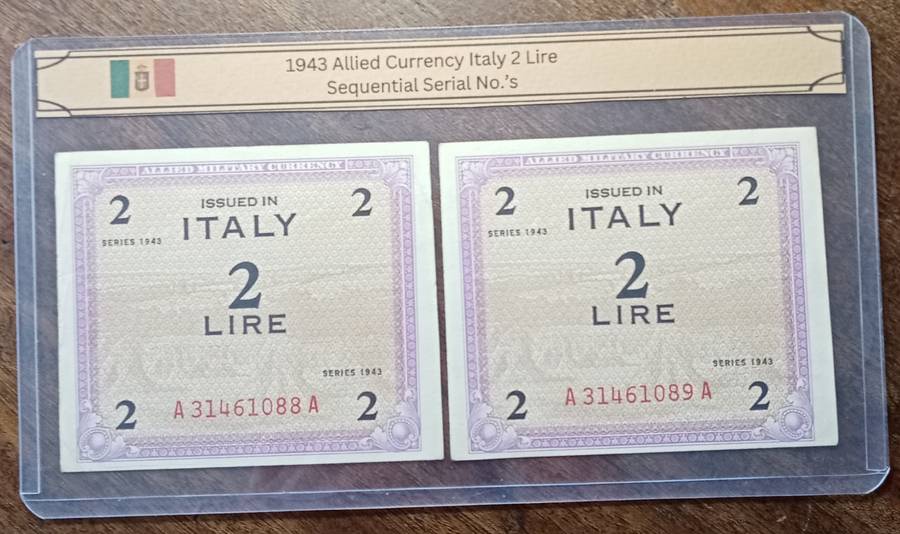 1943 Allied Currency Italy 2 Lire
Sequential Serial No.'s
ALLIED MILITARY CURRENCY
2
ISSUED IN
2
ITALY
SERIES 1943
2
LIRE
SERIES 1943
2
A 31461088 A
2
ALLIED MILITARY CURRENCY
2
ISSUED IN
2
ITALY
SERIES 1943
2
LIRE
SERIES 1943
2
A 31461089 A
2